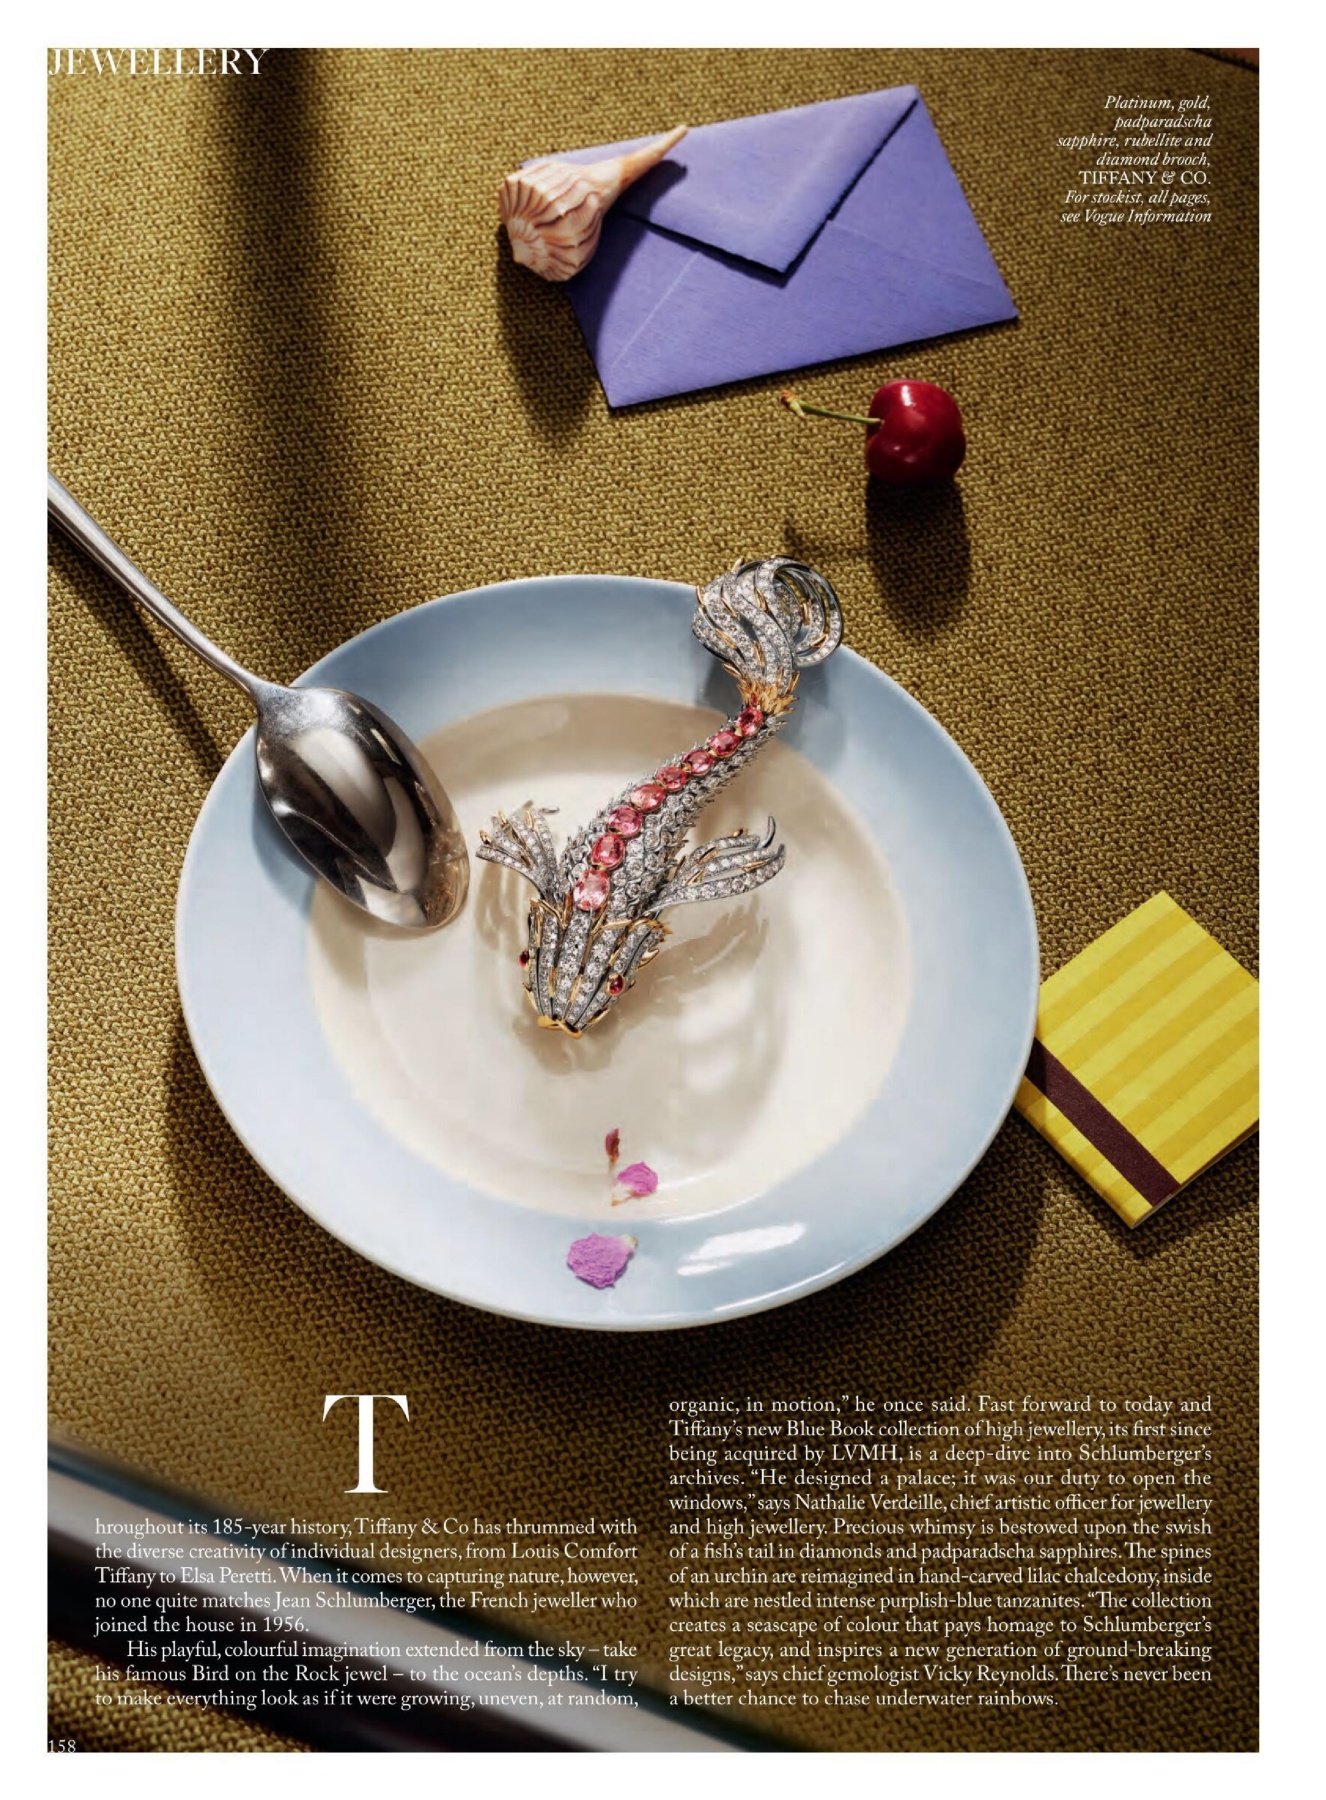 JEWELLERY
Platinum, gold,
padparadscha
sapphire, rubellite and
diamond brooch,
TIFFANY & CO.
For stockist, all pages,
see Vogue Information
T
hroughout its 185-year history, Tiffany & Co has thrummed with
the diverse creativity of individual designers, from Louis Comfort
Tiffany to Elsa Peretti. When it comes to capturing nature, however,
no one quite matches Jean Schlumberger, the French jeweller who
joined the house in 1956.
His playful, colourful imagination extended from the sky – take
his famous Bird on the Rock jewel – to the ocean’s depths. “I try
to make everything look as if it were growing, uneven, at random,
organic, in motion,” he once said. Fast forward to today and
Tiffany’s new Blue Book collection of high jewellery, its first since
being acquired by LVMH, is a deep-dive into Schlumberger’s
archives. “He designed a palace; it was our duty to open the
windows,” says Nathalie Verdeille, chief artistic officer for jewellery
and high jewellery. Precious whimsy is bestowed upon the swish
of a fish’s tail in diamonds and padparadscha sapphires. The spines
of an urchin are reimagined in hand-carved lilac chalcedony, inside
which are nestled intense purplish-blue tanzanites. “The collection
creates a seascape of colour that pays homage to Schlumberger’s
great legacy, and inspires a new generation of ground-breaking
designs,” says chief gemologist Vicky Reynolds. There’s never been
a better chance to chase underwater rainbows.
158